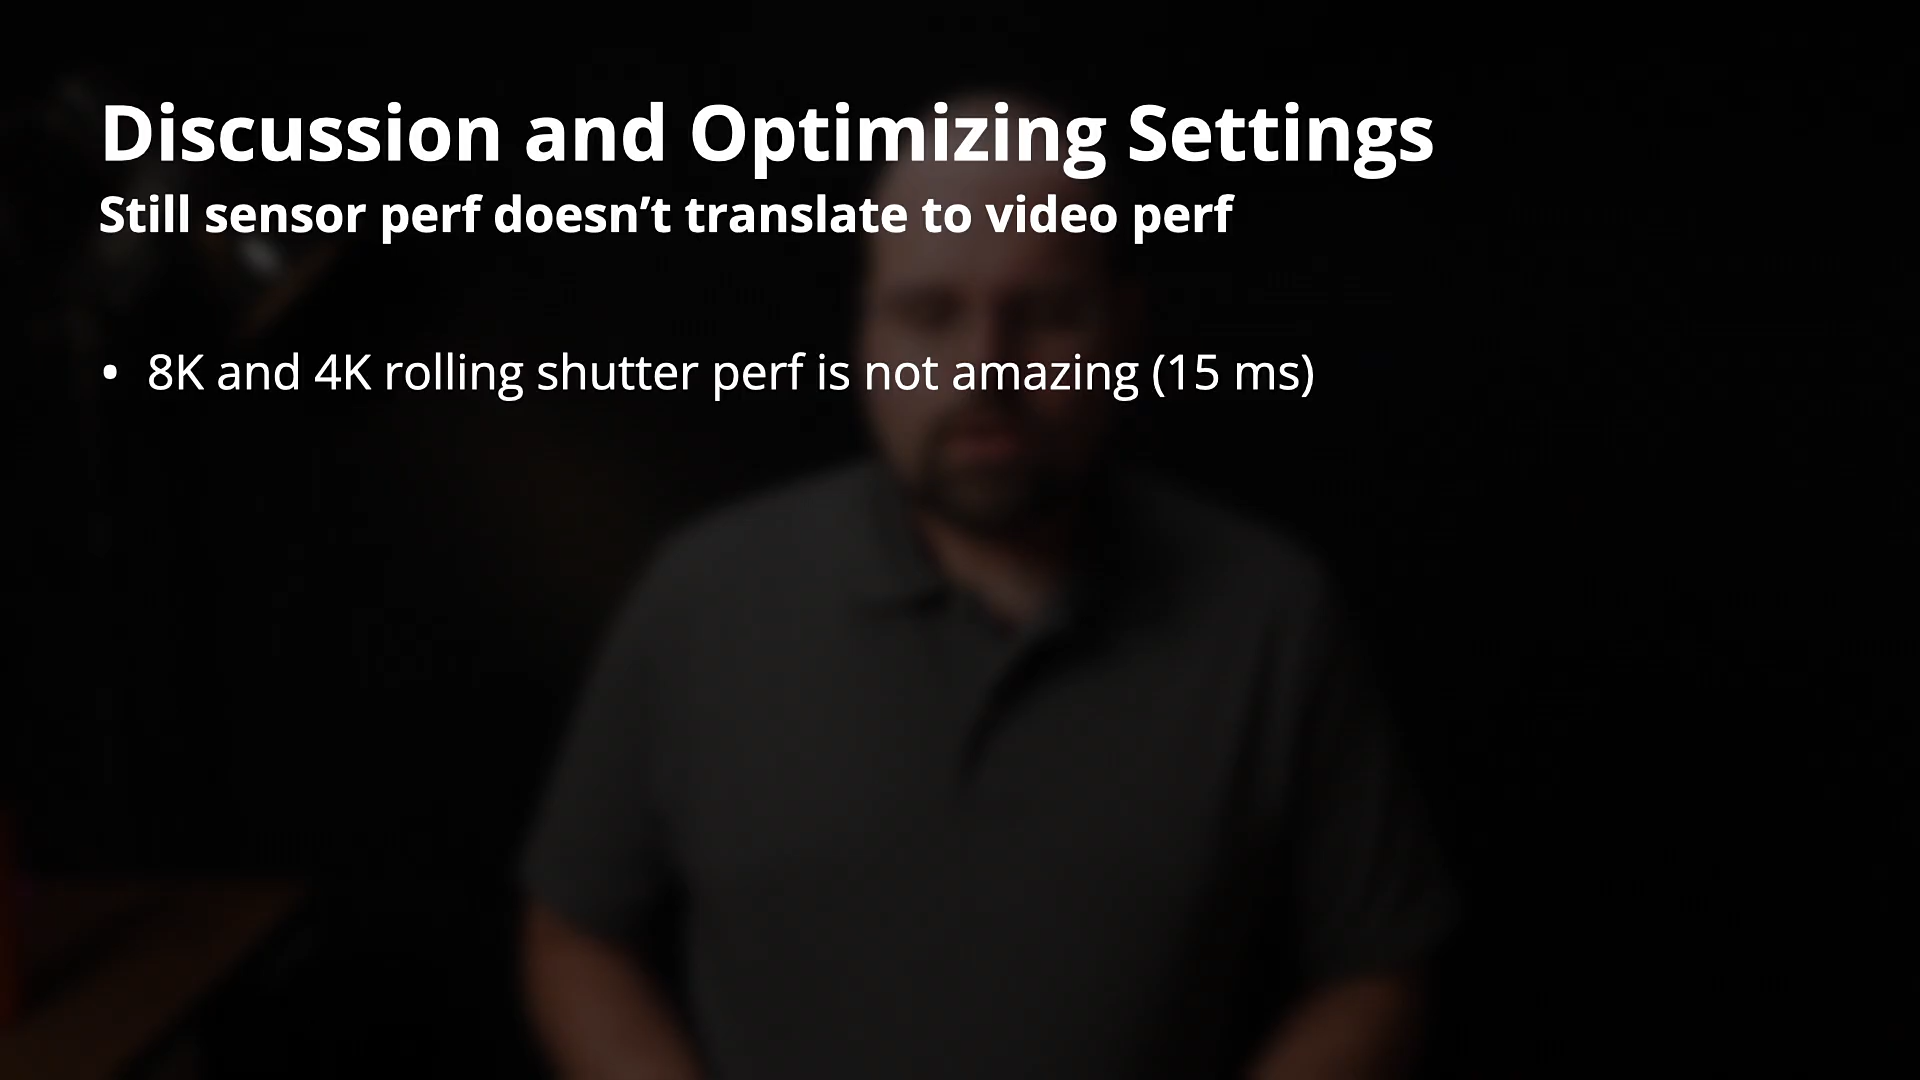 Discussion and Optimizing Settings
Still sensor perf doesn’t translate to video perf
• 8K and 4K rolling shutter perf is not amazing (15 ms)